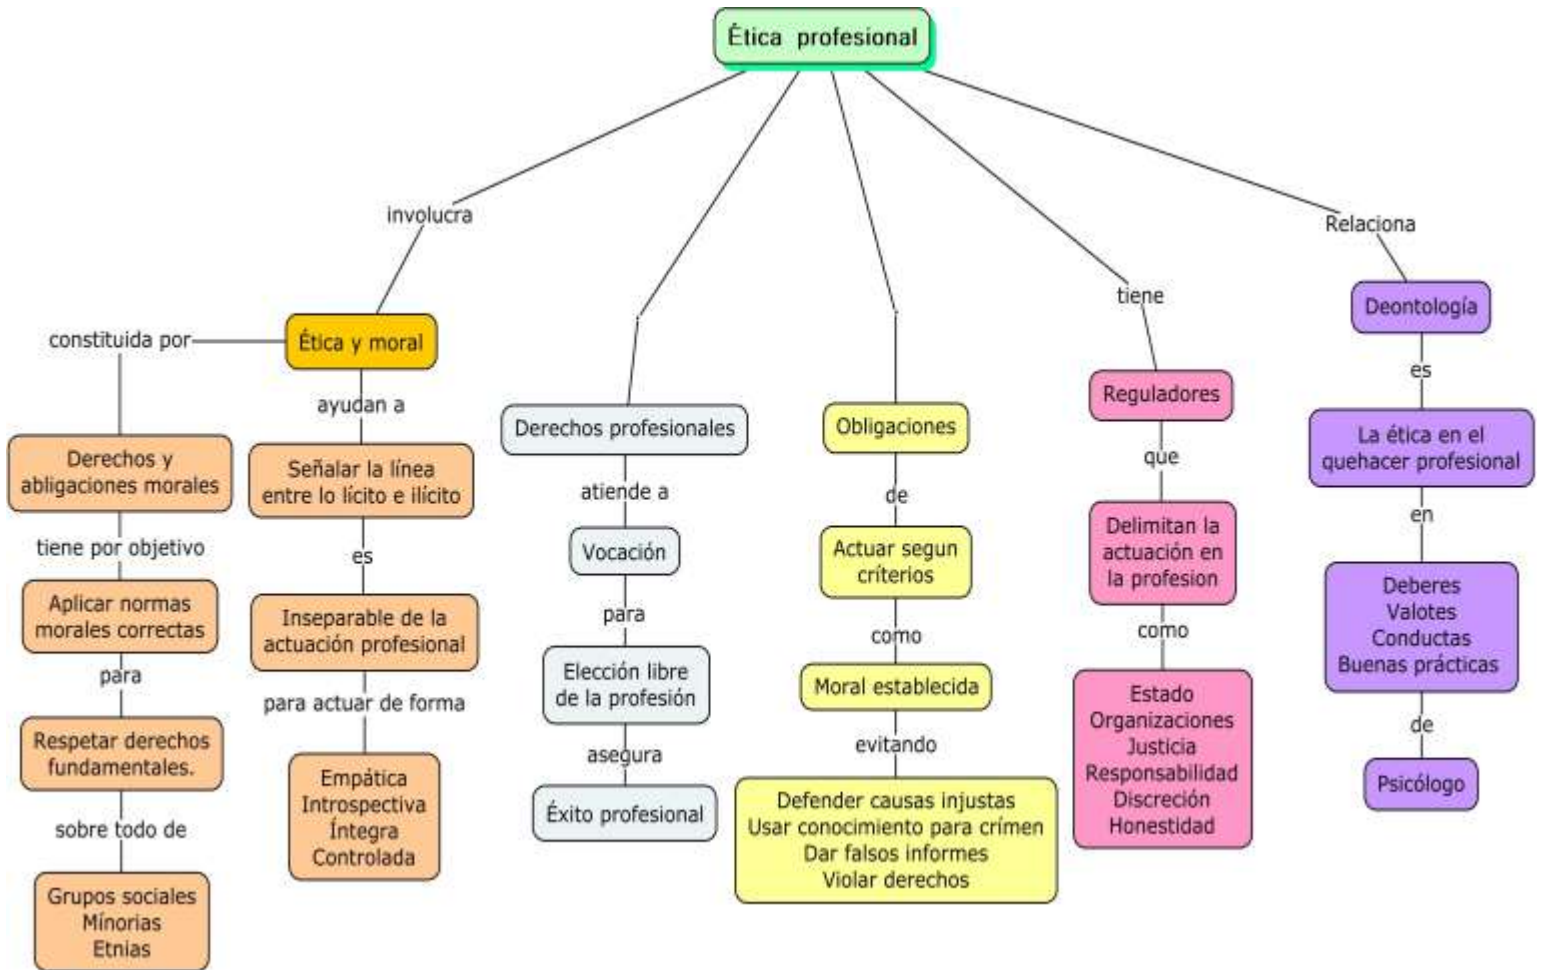 Ética profesional
involucra
Ética y moral
constituida por
Derechos y
abligaciones morales
tiene por objetivo
Aplicar normas
morales correctas
para
Respetar derechos
fundamentales.
sobre todo de
Grupos sociales
Mínorias
Etnias
ayudan a
Señalar la línea
entre lo lícito e ilícito
es
Inseparable de la
actuación profesional
para actuar de forma
Empática
Introspectiva
Íntegra
Controlada
Derechos profesionales
atiende a
Vocación
para
Elección libre
de la profesión
asegura
Éxito profesional
Obligaciones
de
Actuar segun
críterios
como
Moral establecida
evitando
Defender causas injustas
Usar conocimiento para crímen
Dar falsos informes
Violar derechos
tiene
Reguladores
que
Delimitan la
actuación en
la profesion
como
Estado
Organizaciones
Justicia
Responsabilidad
Discreción
Honestidad
Relaciona
Deontología
es
La ética en el
quehacer profesional
en
Deberes
Valotes
Conductas
Buenas prácticas
de
Psicólogo